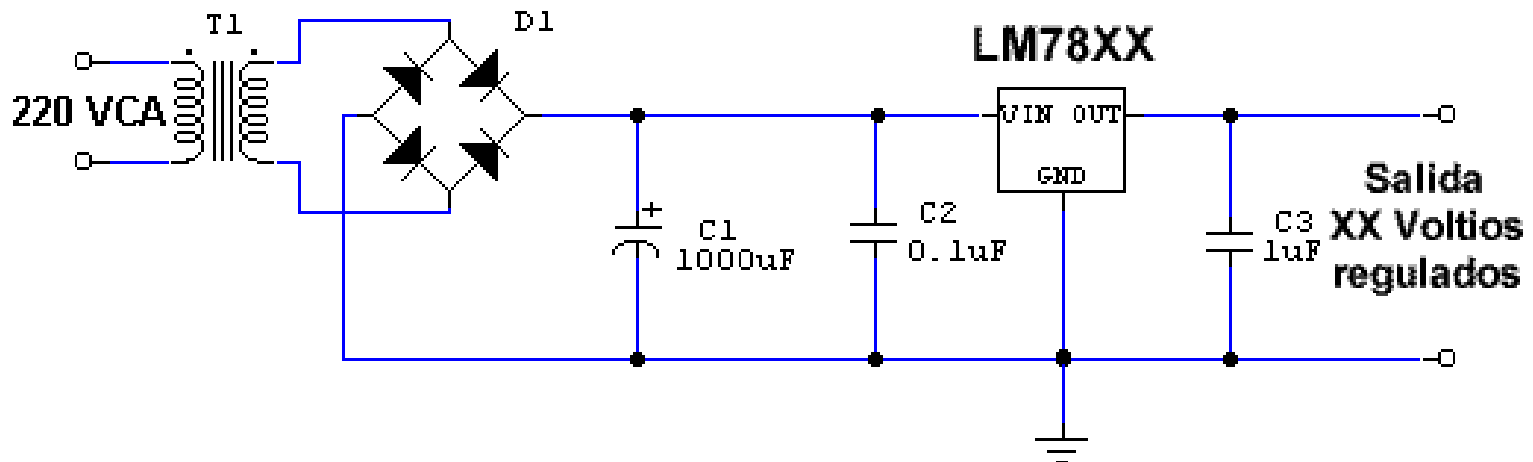 T1
D1
LM78XX
220 VCA
VIN OUT
GND
Salida
XX Voltios
regulados
+
C1
1000uF
C2
0.1uF
C3
1uF